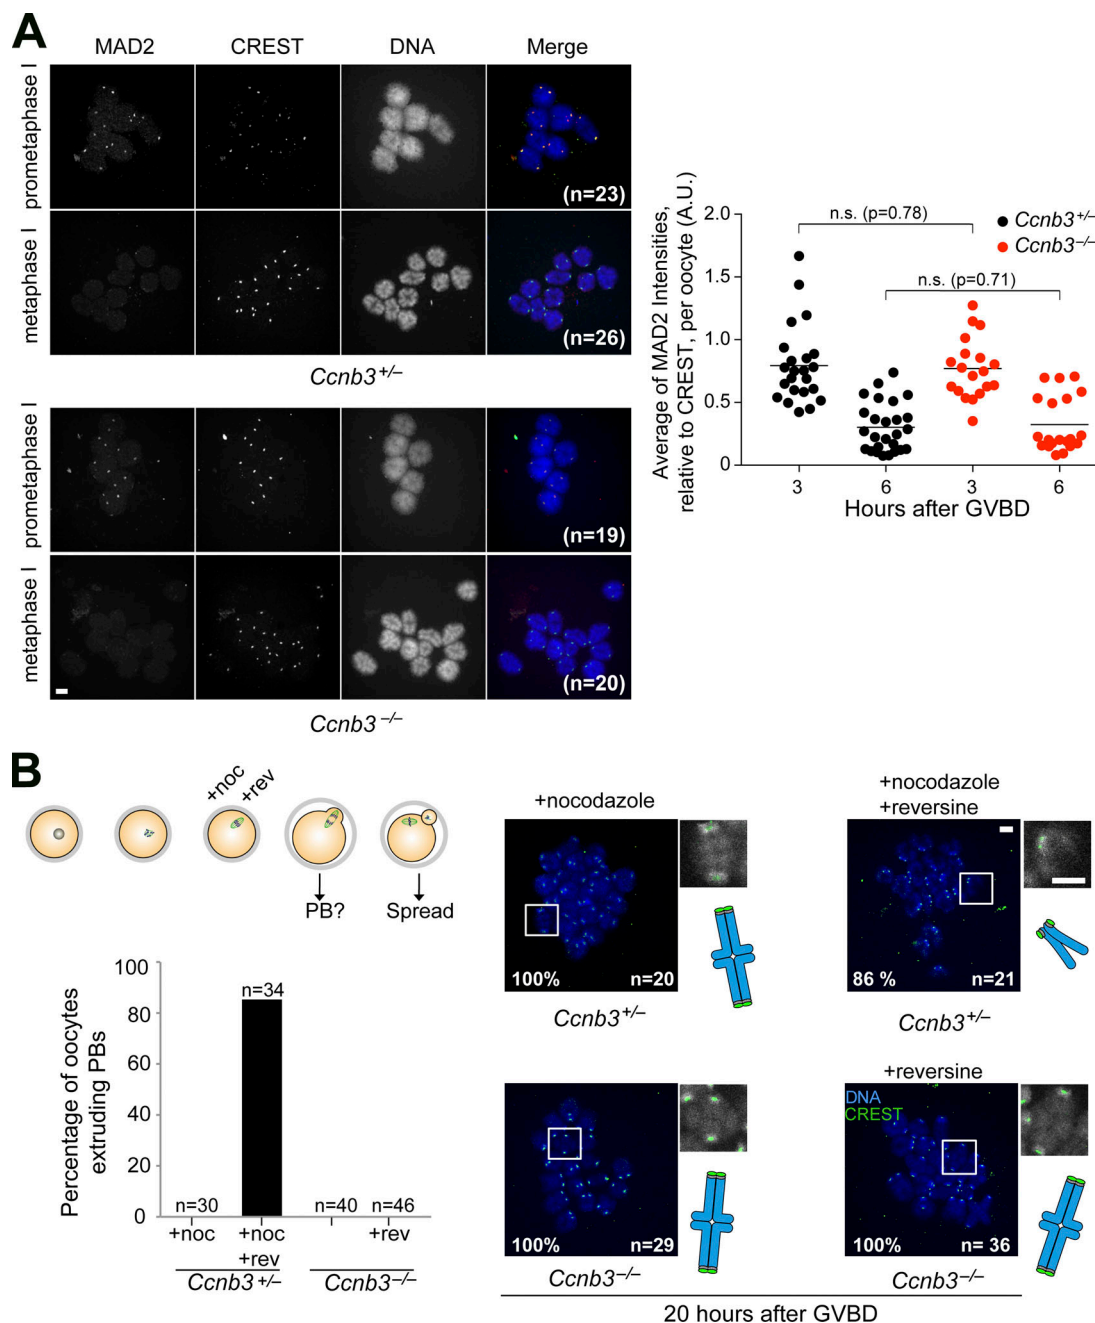 A
MAD2 CREST DNA Merge
prometaphase I
(n=23)
metaphase I
(n=26)
Ccnb3+/–
prometaphase I
(n=19)
metaphase I
(n=20)
Ccnb3–/–
Average of MAD2 Intensities,
relative to CREST, per oocyte (A.U.)
2.0
1.5
1.0
0.5
0
n.s. (p=0.78)
n.s. (p=0.71)
Ccnb3+/–
Ccnb3–/–
3 6 3 6
Hours after GVBD
B
+noc
+rev
PB?
Spread
Percentage of oocytes
extruding PBs
100
80
60
40
20
0
n=30
n=34
n=40
n=46
+noc
+noc
+rev
+rev
Ccnb3+/–
Ccnb3–/–
+nocodazole
100% n=20
Ccnb3+/–
+nocodazole
+reversine
86 % n=21
Ccnb3+/–
100% n=29
Ccnb3–/–
+reversine
DNA
CREST
100% n= 36
Ccnb3–/–
20 hours after GVBD